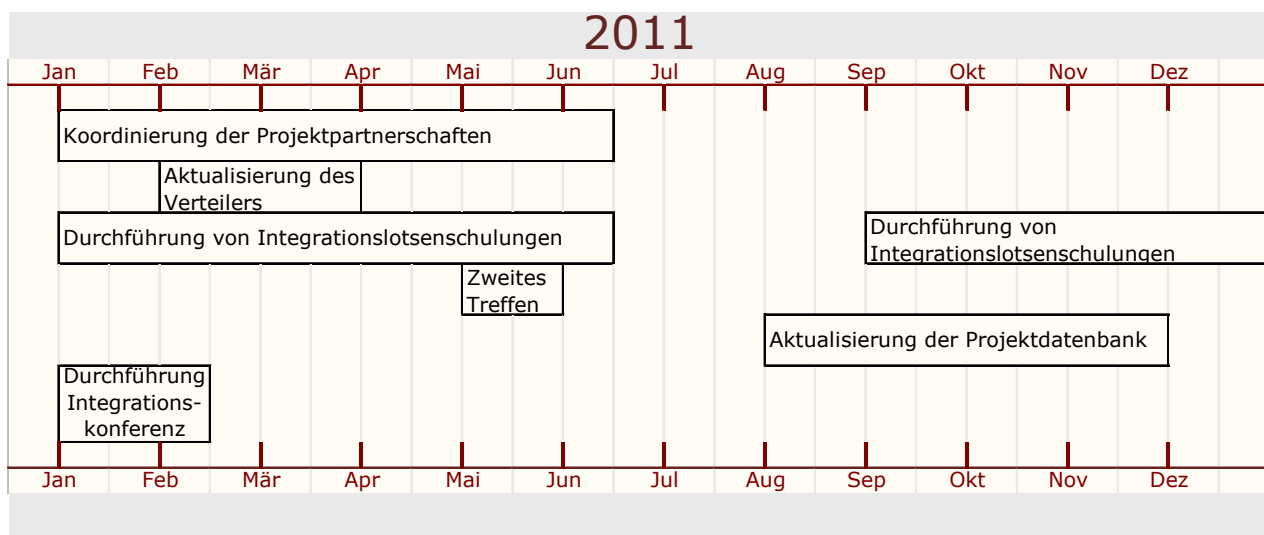 2011
Jan Feb Mär Apr Mai Jun Jul Aug Sep Okt Nov Dez
Koordinierung der Projektpartnerschaften
Aktualisierung des
Verteilers
Durchführung von Integrationslotsenschulungen
Durchführung von
Integrationslotsenschulungen
Zweites
Treffen
Aktualisierung der Projektdatenbank
Durchführung
Integrations-
konferenz
Jan Feb Mär Apr Mai Jun Jul Aug Sep Okt Nov Dez